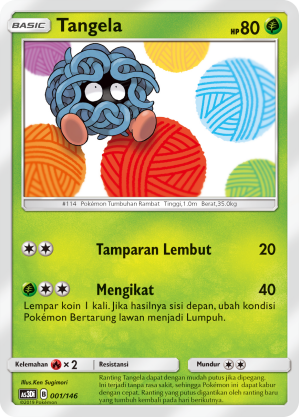 BASIC Tangela HP 80
#114 Pokémon Tumbuhan Rambat Tinggi,1.0m Berat,35.0kg
Tamparan Lembut 20
Mengikat 40
Lempar koin 1 kali. Jika hasilnya sisi depan, ubah kondisi
Pokémon Bertarung lawan menjadi Lumpuh.
Kelemahan × 2 Resistansi Mundur
Illus.Ken Sugimori
AS3D D 001/146
Ranting Tangela dapat dengan mudah putus jika dipegang.
Ini terjadi tanpa rasa sakit, sehingga Pokémon ini dapat kabur
dengan cepat. Ranting yang putus digantikan oleh ranting baru
yang tumbuh kembali pada hari berikutnya.